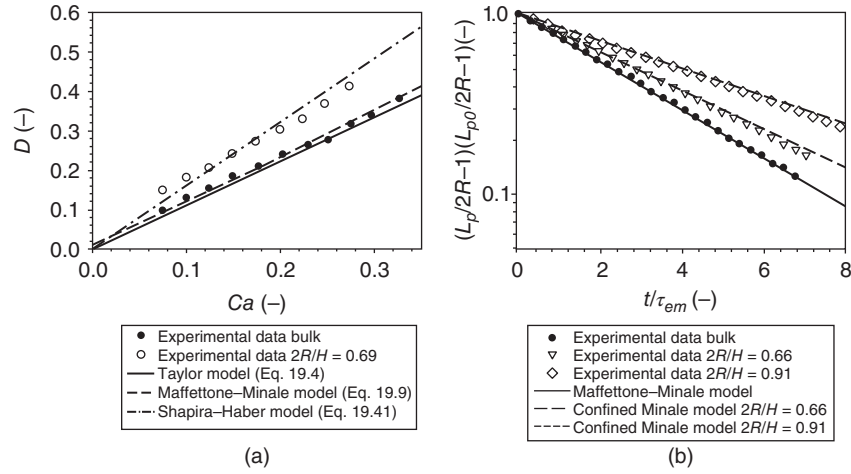 0.6
0.5
0.4
0.3
0.2
0.1
0.0
D (–)
0.0
0.1
0.2
0.3
Ca (–)
Experimental data bulk
Experimental data 2R/H = 0.69
Taylor model (Eq. 19.4)
Maffettone–Minale model (Eq. 19.9)
Shapira–Haber model (Eq. 19.41)
(a)
1.0
0.1
(Lp/2R–1)(Lp0/2R–1)(–)
0
2
4
6
8
t/τem (–)
Experimental data bulk
Experimental data 2R/H = 0.66
Experimental data 2R/H = 0.91
Maffettone–Minale model
Confined Minale model 2R/H = 0.66
Confined Minale model 2R/H = 0.91
(b)